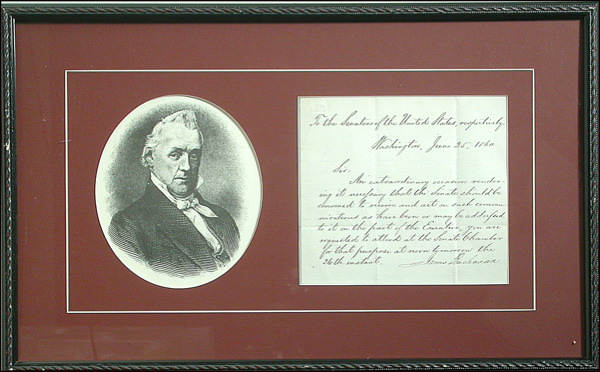 To the Senators of the United States, respectively
Washington, June 25, 1860
Sir.
An extraordinary occasion render-
ing it necessary that the Senate should be
convened to receive and act on such commu-
nications as have been or may be addressed
to it on the part of the Executive, you are
requested to attend at the Senate Chamber
for that purpose at noon tomorrow the
26th instant.
James Buchanan